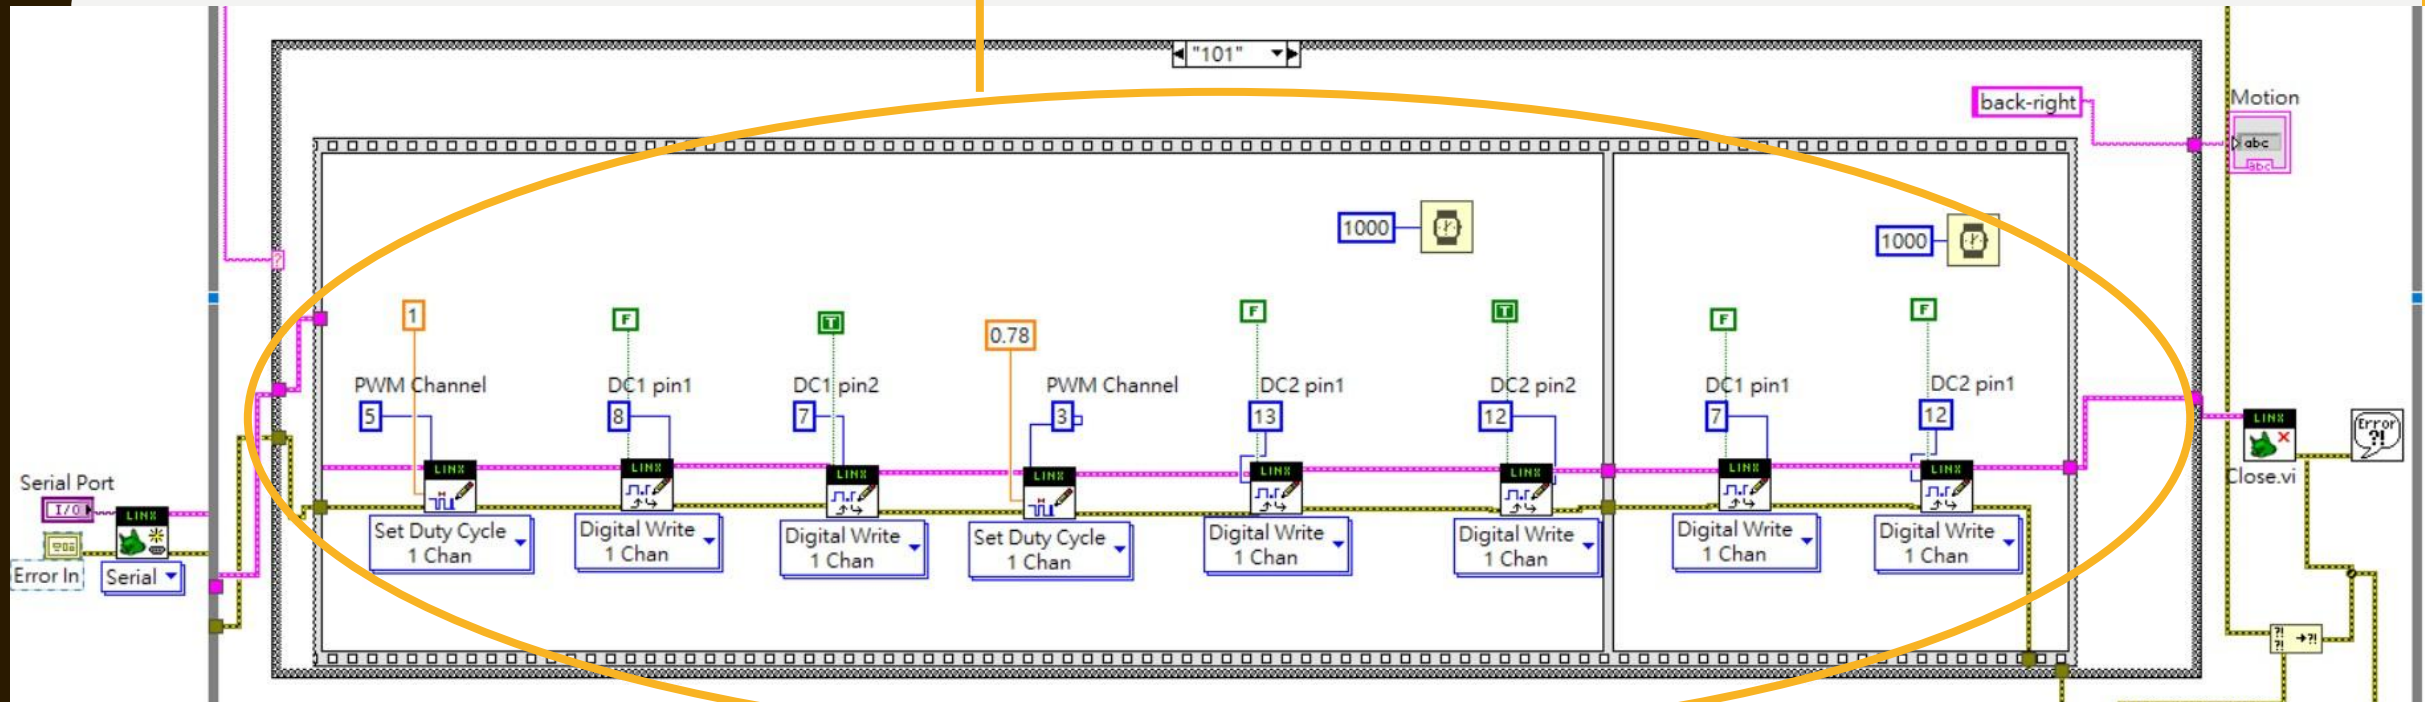 "101"
back-right
Motion
abc
abc
1000
1000
1
F
T
0.78
F
T
F
F
PWM Channel
DC1 pin1
DC1 pin2
PWM Channel
DC2 pin1
DC2 pin2
DC1 pin1
DC2 pin1
5
8
7
3
13
12
7
12
LINX
LINX
LINX
LINX
LINX
LINX
LINX
LINX
LINX
Error
?!
Close.vi
Serial Port
I/O
LINX
Set Duty Cycle
1 Chan
Digital Write
1 Chan
Digital Write
1 Chan
Set Duty Cycle
1 Chan
Digital Write
1 Chan
Digital Write
1 Chan
Digital Write
1 Chan
Digital Write
1 Chan
Error In
Serial
?
?!
?!
?!